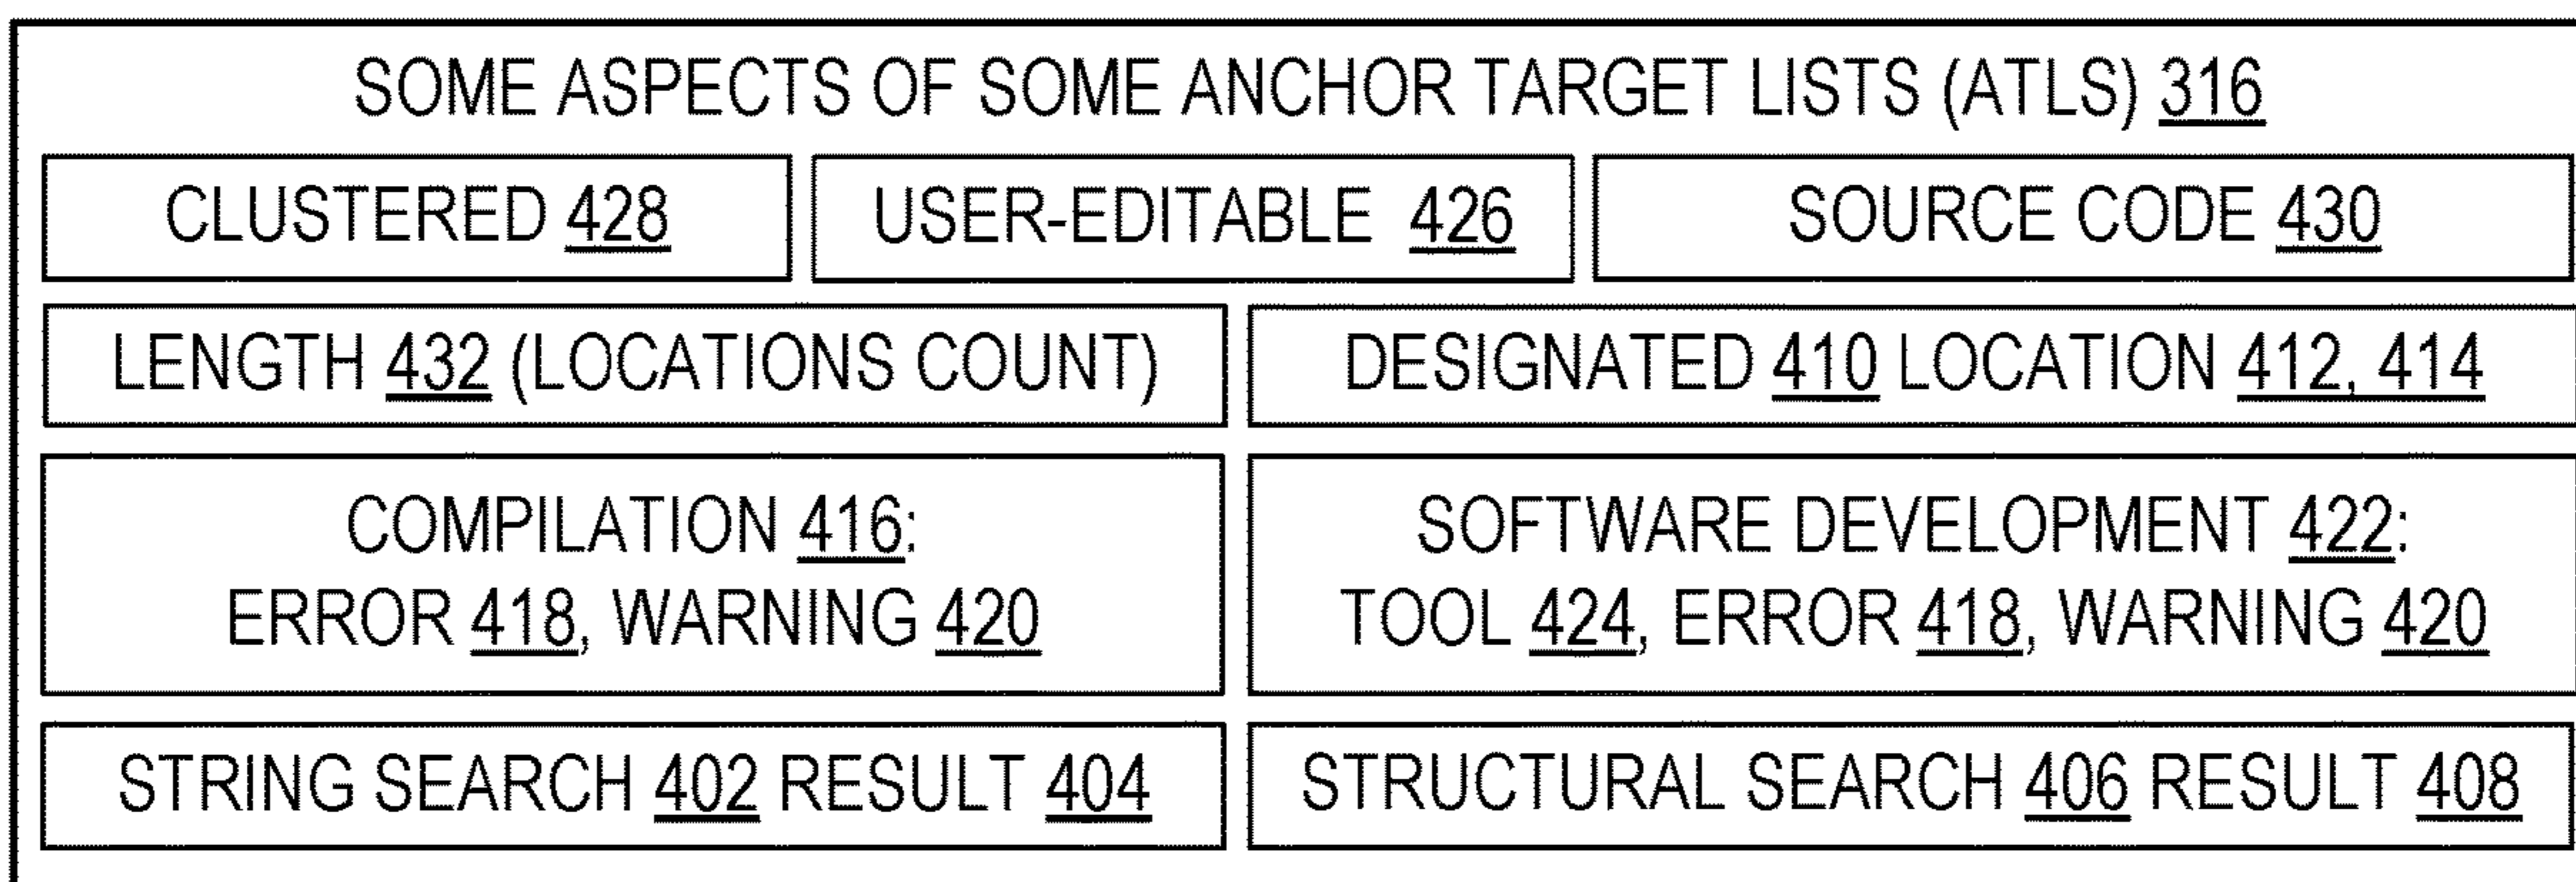 SOME ASPECTS OF SOME ANCHOR TARGET LISTS (ATLS) 316
CLUSTERED 428
USER-EDITABLE 426
SOURCE CODE 430
LENGTH 432 (LOCATIONS COUNT)
DESIGNATED 410 LOCATION 412, 414
COMPILATION 416:
ERROR 418, WARNING 420
SOFTWARE DEVELOPMENT 422:
TOOL 424, ERROR 418, WARNING 420
STRING SEARCH 402 RESULT 404
STRUCTURAL SEARCH 406 RESULT 408